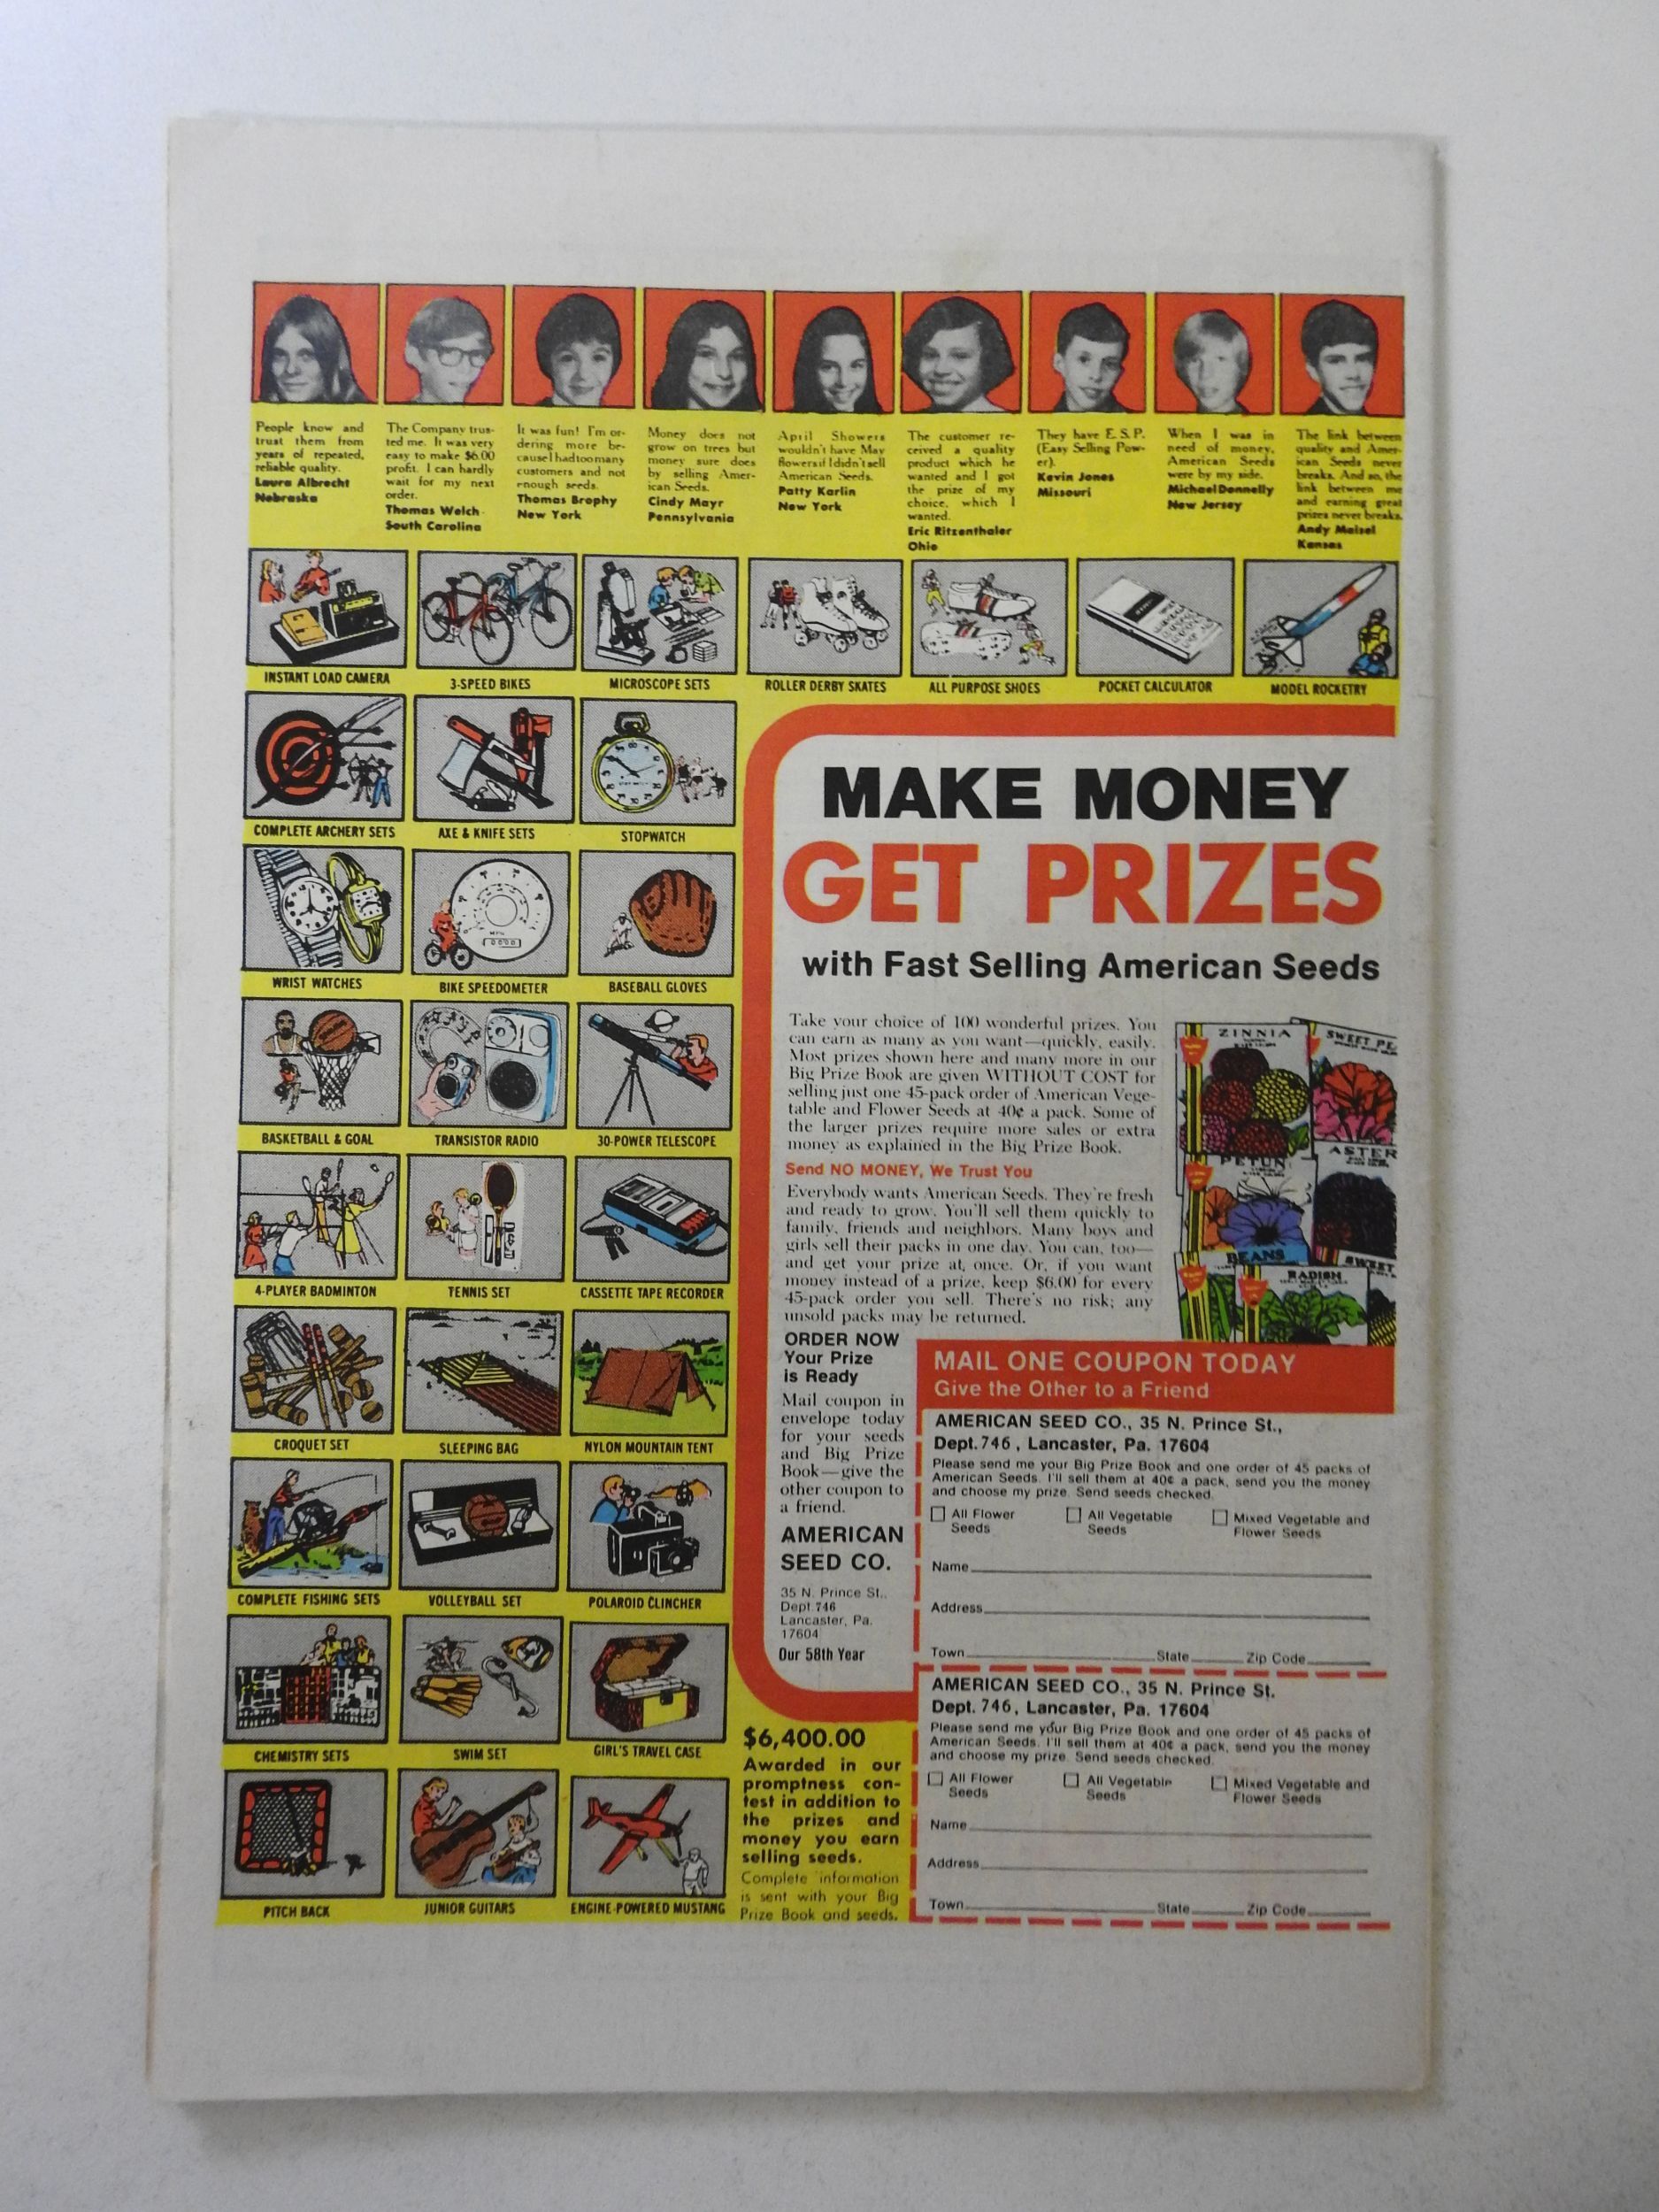 People know and
trust them from
years of repeated,
reliable quality.
Laura Albrecht
Nebraska
The Company trus-
ted me. It was very
easy to make $6.00
profit. I can hardly
wait for my next
order.
Thomas Welch
South Carolina
It was fun! I'm or-
dering more be-
cause I had too many
customers and not
enough seeds.
Thomas Brophy
New York
Money does not
grow on trees but
money sure does
by selling Amer-
ican Seeds.
Cindy Mayr
Pennsylvania
April Showers
wouldn't have May
flowers if I didn't sell
American Seeds.
Patty Karlin
New York
The customer re-
ceived a quality
product which he
wanted and I got
the prize of my
choice, which I
wanted.
Eric Ritzenthaler
Ohio
They have E.S.P.
(Easy Selling Pow-
er).
Kevin Jones
Missouri
When I was in
need of money,
American Seeds
were by my side.
Michael Donnelly
New Jersey
The link between
quality and Amer-
ican Seeds never
breaks. And so, the
link between me
and earning great
prizes never breaks.
Andy Maisel
Kansas
INSTANT LOAD CAMERA
3-SPEED BIKES
MICROSCOPE SETS
ROLLER DERBY SKATES
ALL PURPOSE SHOES
POCKET CALCULATOR
MODEL ROCKETRY
COMPLETE ARCHERY SETS
AXE & KNIFE SETS
STOPWATCH
WRIST WATCHES
BIKE SPEEDOMETER
BASEBALL GLOVES
BASKETBALL & GOAL
TRANSISTOR RADIO
30-POWER TELESCOPE
4-PLAYER BADMINTON
TENNIS SET
CASSETTE TAPE RECORDER
CROQUET SET
SLEEPING BAG
NYLON MOUNTAIN TENT
COMPLETE FISHING SETS
VOLLEYBALL SET
POLAROID CLINCHER
CHEMISTRY SETS
SWIM SET
GIRL'S TRAVEL CASE
PITCH BACK
JUNIOR GUITARS
ENGINE-POWERED MUSTANG
MAKE MONEY
GET PRIZES
with Fast Selling American Seeds
Take your choice of 100 wonderful prizes. You
can earn as many as you want—quickly, easily.
Most prizes shown here and many more in our
Big Prize Book are given WITHOUT COST for
selling just one 45-pack order of American Vege-
table and Flower Seeds at 40¢ a pack. Some of
the larger prizes require more sales or extra
money as explained in the Big Prize Book.
Send NO MONEY, We Trust You
Everybody wants American Seeds. They're fresh
and ready to grow. You'll sell them quickly to
family, friends and neighbors. Many boys and
girls sell their packs in one day. You can, too—
and get your prize at once. Or, if you want
money instead of a prize, keep $6.00 for every
45-pack order you sell. There's no risk; any
unsold packs may be returned.
ZINNIA
SWEET PE
PETUN
ASTER
BEANS
SWEET
RADISH
ORDER NOW
Your Prize
is Ready
Mail coupon in
envelope today
for your seeds
and Big Prize
Book—give the
other coupon to
a friend.
AMERICAN
SEED CO.
35 N. Prince St.,
Dept. 746
Lancaster, Pa.
17604
Our 58th Year
$6,400.00
Awarded in our
promptness con-
test in addition to
the prizes and
money you earn
selling seeds.
Complete information
is sent with your Big
Prize Book and seeds.
MAIL ONE COUPON TODAY
Give the Other to a Friend
AMERICAN SEED CO., 35 N. Prince St.,
Dept. 746, Lancaster, Pa. 17604
Please send me your Big Prize Book and one order of 45 packs of
American Seeds. I'll sell them at 40¢ a pack, send you the money
and choose my prize. Send seeds checked.
All Flower Seeds
All Vegetable Seeds
Mixed Vegetable and Flower Seeds
Name
Address
Town State Zip Code
AMERICAN SEED CO., 35 N. Prince St.
Dept. 746, Lancaster, Pa. 17604
Please send me your Big Prize Book and one order of 45 packs of
American Seeds. I'll sell them at 40¢ a pack, send you the money
and choose my prize. Send seeds checked.
All Flower Seeds
All Vegetable Seeds
Mixed Vegetable and Flower Seeds
Name
Address
Town State Zip Code